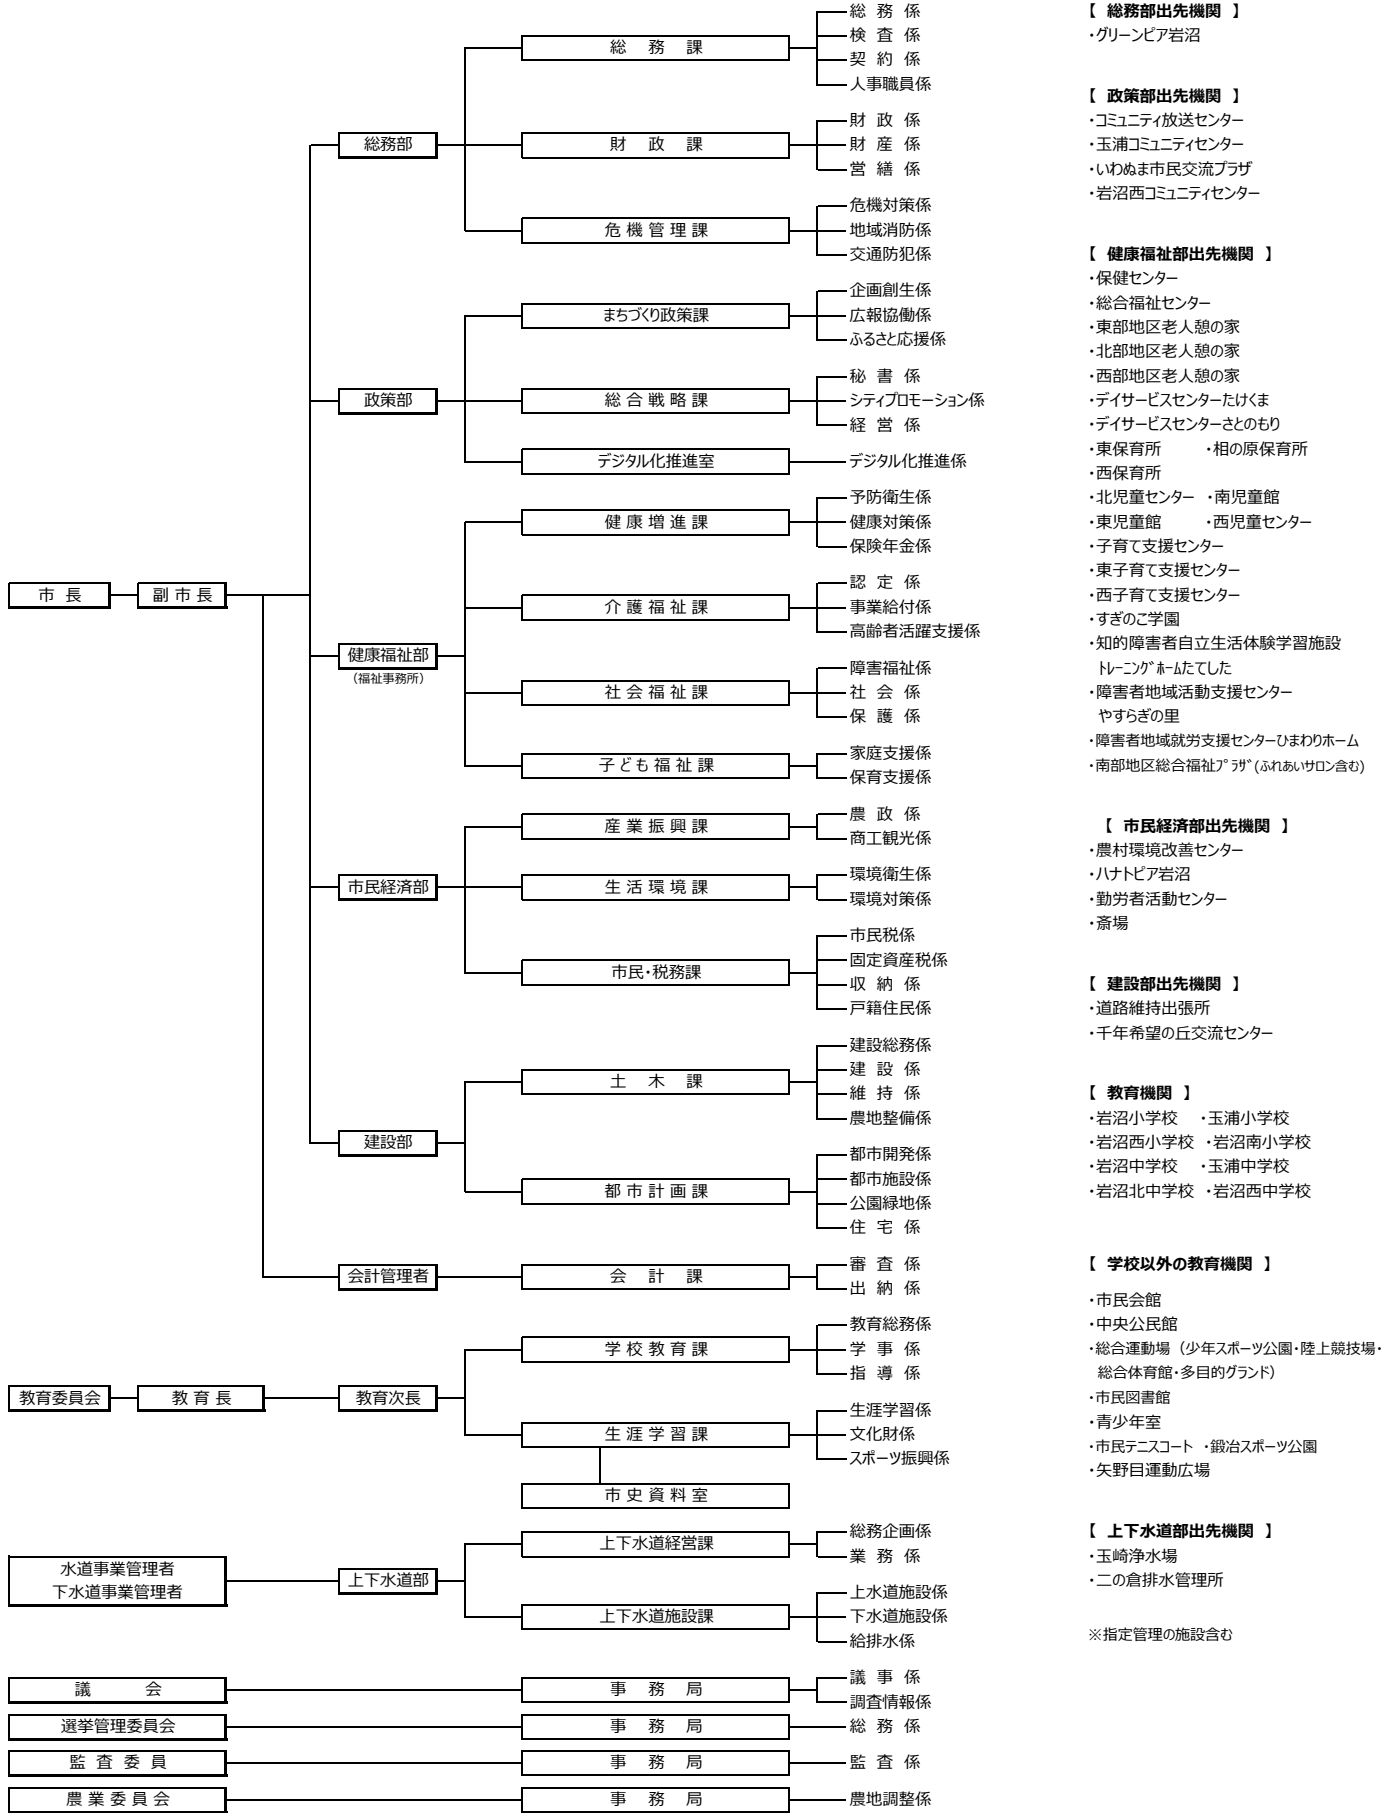 総務係
検査係
総務課
契約係
人事職員係
財政係
総務部
財政課
財産係
営繕係
危機対策係
危機管理課
地域消防係
交通防犯係
企画創生係
まちづくり政策課
広報協働係
ふるさと応援係
秘書係
政策部
総合戦略課
シティプロモーション係
経営係
デジタル化推進室
デジタル化推進係
予防衛生係
健康増進課
健康対策係
保険年金係
認定係
市長
副市長
介護福祉課
事業給付係
高齢者活躍支援係
健康福祉部
(福祉事務所)
障害福祉係
社会福祉課
社会係
保護係
家庭支援係
子ども福祉課
保育支援係
農政係
産業振興課
商工観光係
環境衛生係
市民経済部
生活環境課
環境対策係
市民税係
固定資産税係
市民・税務課
収納係
戸籍住民係
建設総務係
土木課
建設係
維持係
農地整備係
建設部
都市開発係
都市施設係
都市計画課
公園緑地係
住宅係
審査係
会計管理者
会計課
出納係
教育総務係
学校教育課
学事係
指導係
教育委員会
教育長
教育次長
生涯学習係
生涯学習課
文化財係
スポーツ振興係
市史資料室
総務企画係
上下水道経営課
業務係
水道事業管理者
下水道事業管理者
上下水道部
上水道施設係
上下水道施設課
下水道施設係
給排水係
議事係
議会
事務局
調査情報係
選挙管理委員会
事務局
総務係
監査委員
事務局
監査係
農業委員会
事務局
農地調整係
【 総務部出先機関 】
・グリーンピア岩沼
【 政策部出先機関 】
・コミュニティ放送センター
・玉浦コミュニティセンター
・いわぬま市民交流プラザ
・岩沼西コミュニティセンター
【 健康福祉部出先機関 】
・保健センター
・総合福祉センター
・東部地区老人憩の家
・北部地区老人憩の家
・西部地区老人憩の家
・デイサービスセンターたけくま
・デイサービスセンターさとのもり
・東保育所 ・相の原保育所
・西保育所
・北児童センター ・南児童館
・東児童館 ・西児童センター
・子育て支援センター
・東子育て支援センター
・西子育て支援センター
・すぎのこ学園
・知的障害者自立生活体験学習施設
ﾄﾚｰﾆﾝｸﾞﾎｰﾑたてした
・障害者地域活動支援センター
やすらぎの里
・障害者地域就労支援センターひまわりホーム
・南部地区総合福祉ﾌﾟﾗｻﾞ(ふれあいサロン含む)
【 市民経済部出先機関 】
・農村環境改善センター
・ハナトピア岩沼
・勤労者活動センター
・斎場
【 建設部出先機関 】
・道路維持出張所
・千年希望の丘交流センター
【 教育機関 】
・岩沼小学校 ・玉浦小学校
・岩沼西小学校 ・岩沼南小学校
・岩沼中学校 ・玉浦中学校
・岩沼北中学校 ・岩沼西中学校
【 学校以外の教育機関 】
・市民会館
・中央公民館
・総合運動場（少年スポーツ公園・陸上競技場・
総合体育館・多目的グランド）
・市民図書館
・青少年室
・市民テニスコート ・鍛冶スポーツ公園
・矢野目運動広場
【 上下水道部出先機関 】
・玉崎浄水場
・二の倉排水管理所
※指定管理の施設含む